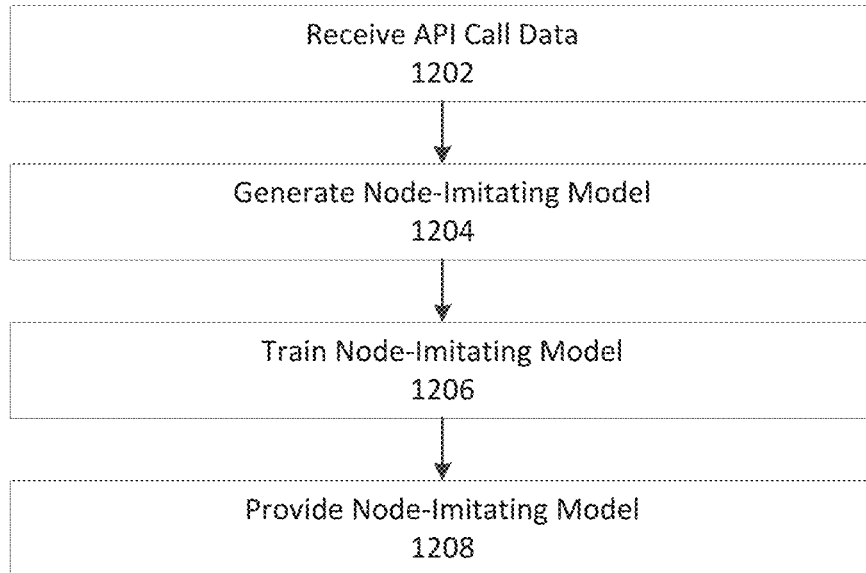 Receive API Call Data
1202
Generate Node-Imitating Model
1204
Train Node-Imitating Model
1206
Provide Node-Imitating Model
1208